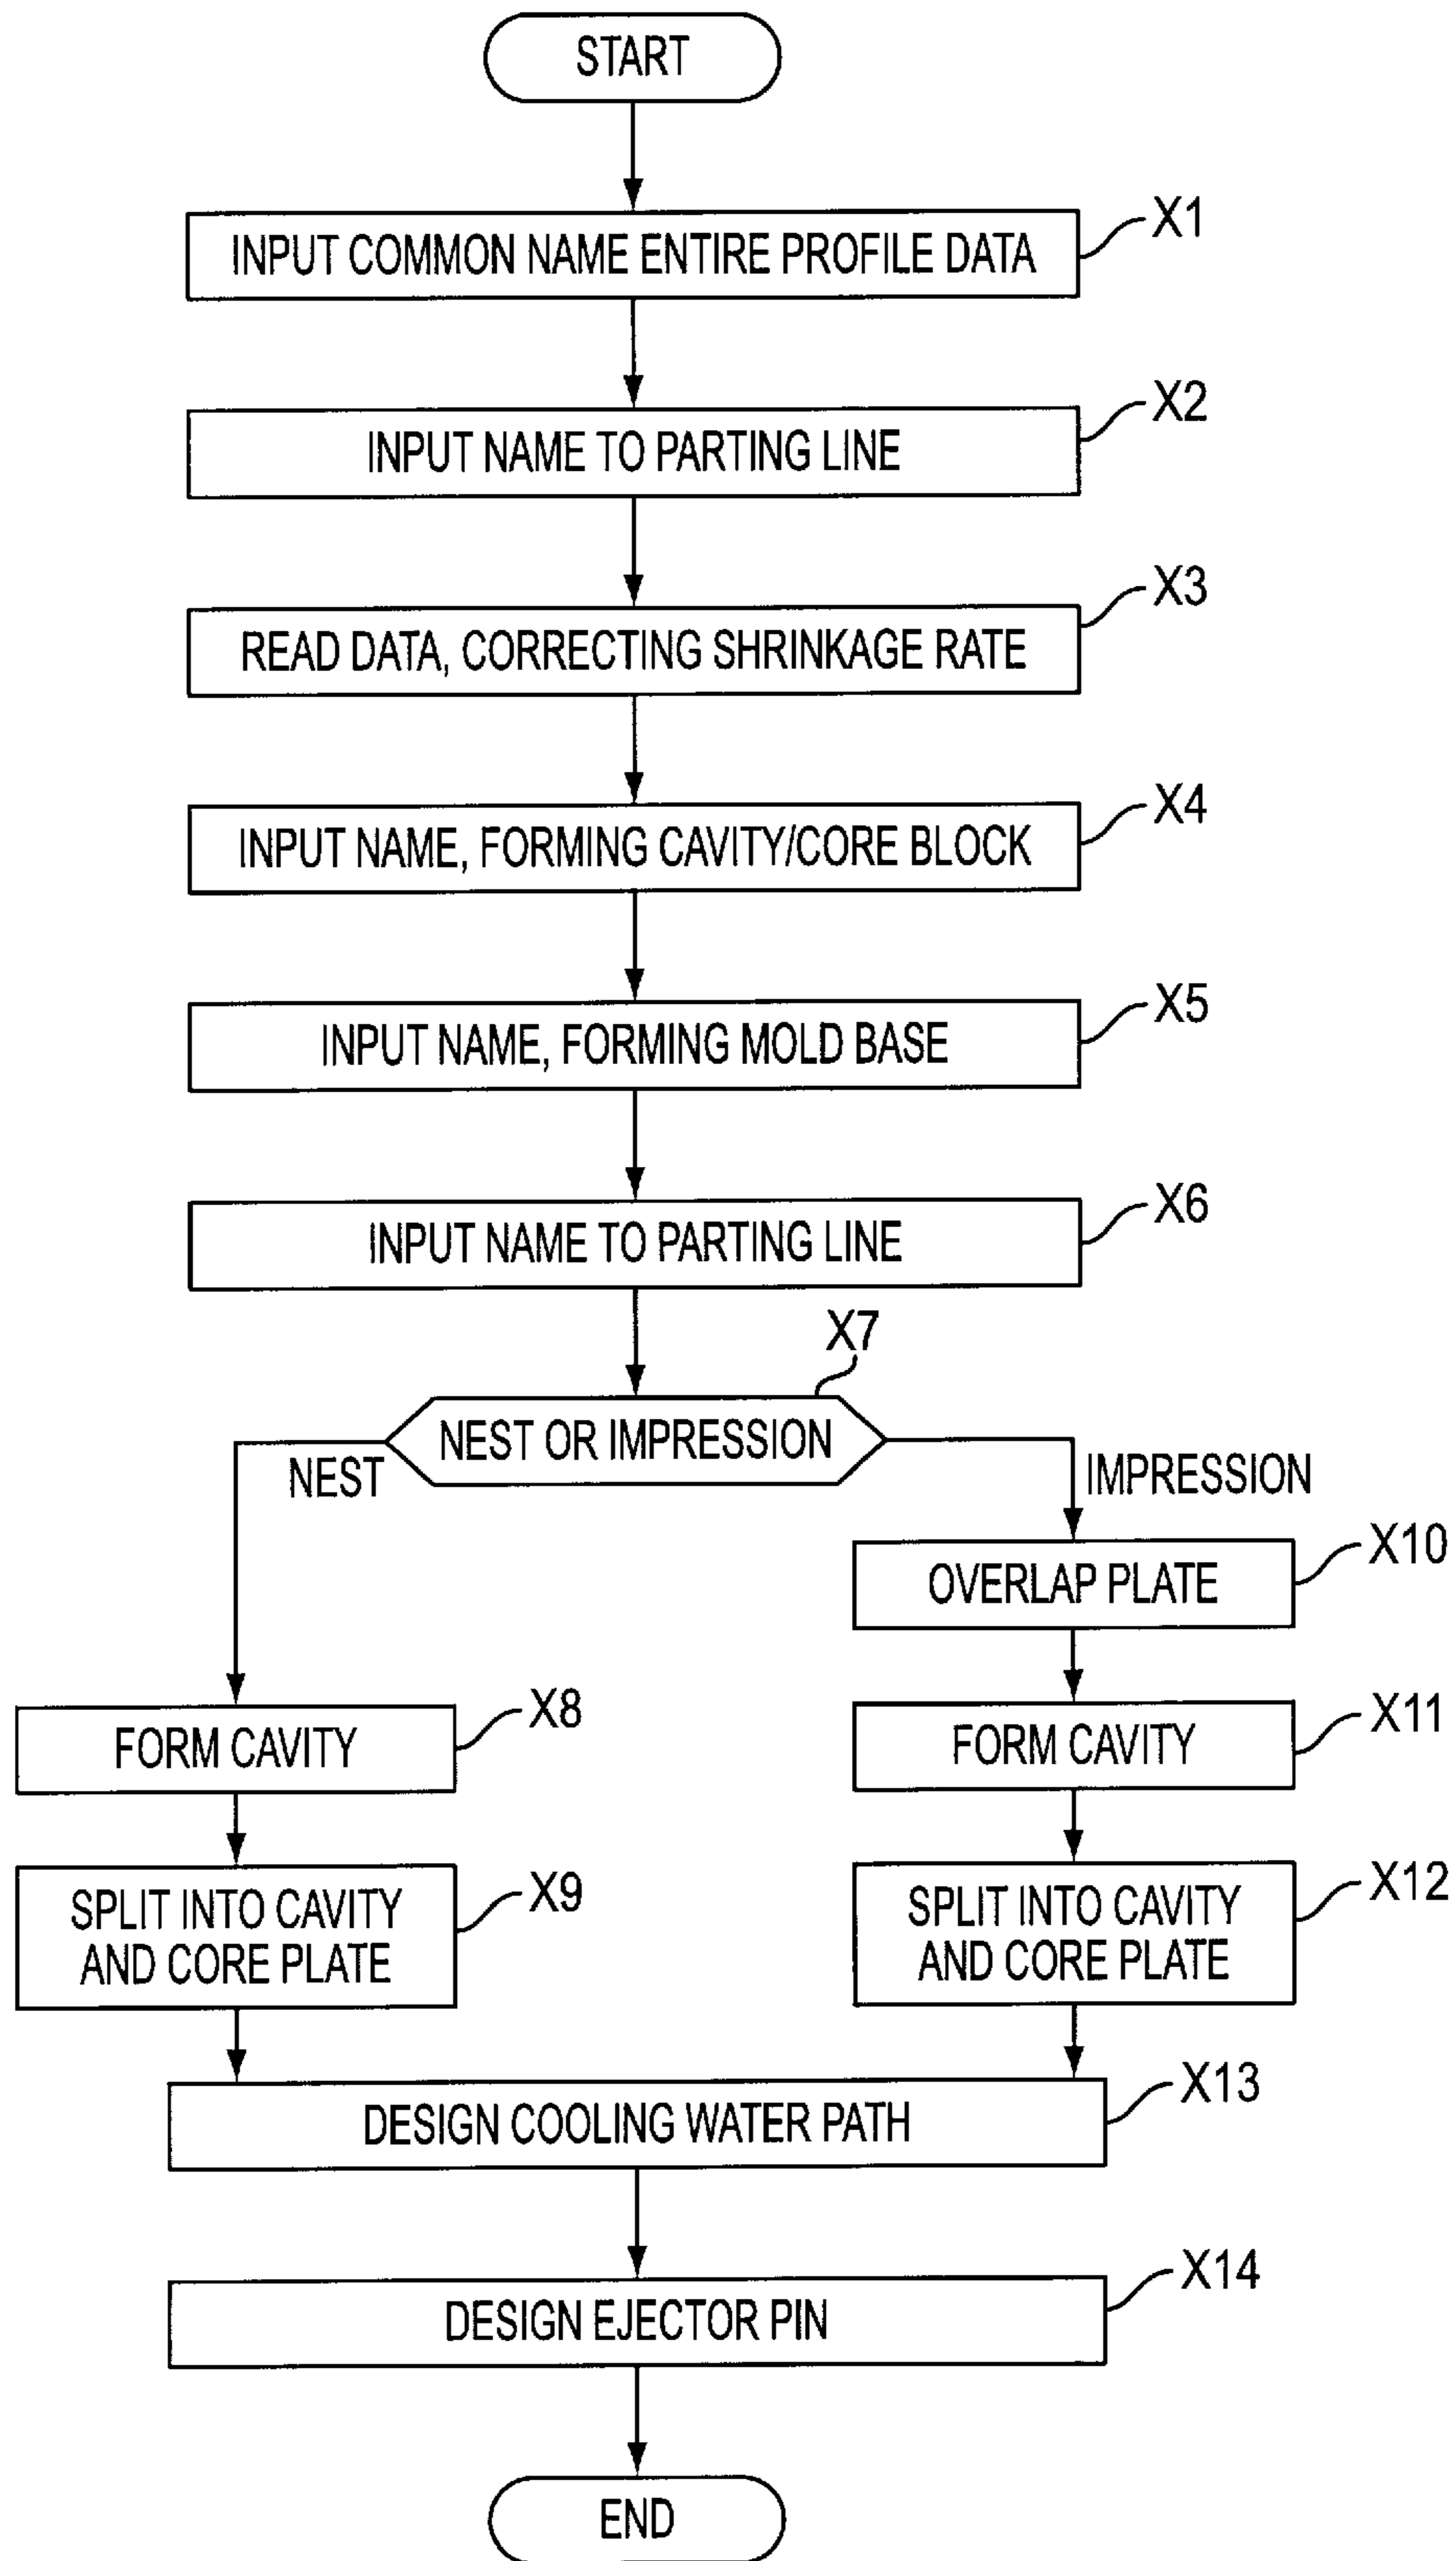 START
INPUT COMMON NAME ENTIRE PROFILE DATA
X1
INPUT NAME TO PARTING LINE
X2
READ DATA, CORRECTING SHRINKAGE RATE
X3
INPUT NAME, FORMING CAVITY/CORE BLOCK
X4
INPUT NAME, FORMING MOLD BASE
X5
INPUT NAME TO PARTING LINE
X6
X7
NEST OR IMPRESSION
NEST
IMPRESSION
OVERLAP PLATE
X10
FORM CAVITY
X8
FORM CAVITY
X11
SPLIT INTO CAVITY
AND CORE PLATE
X9
SPLIT INTO CAVITY
AND CORE PLATE
X12
DESIGN COOLING WATER PATH
X13
DESIGN EJECTOR PIN
X14
END